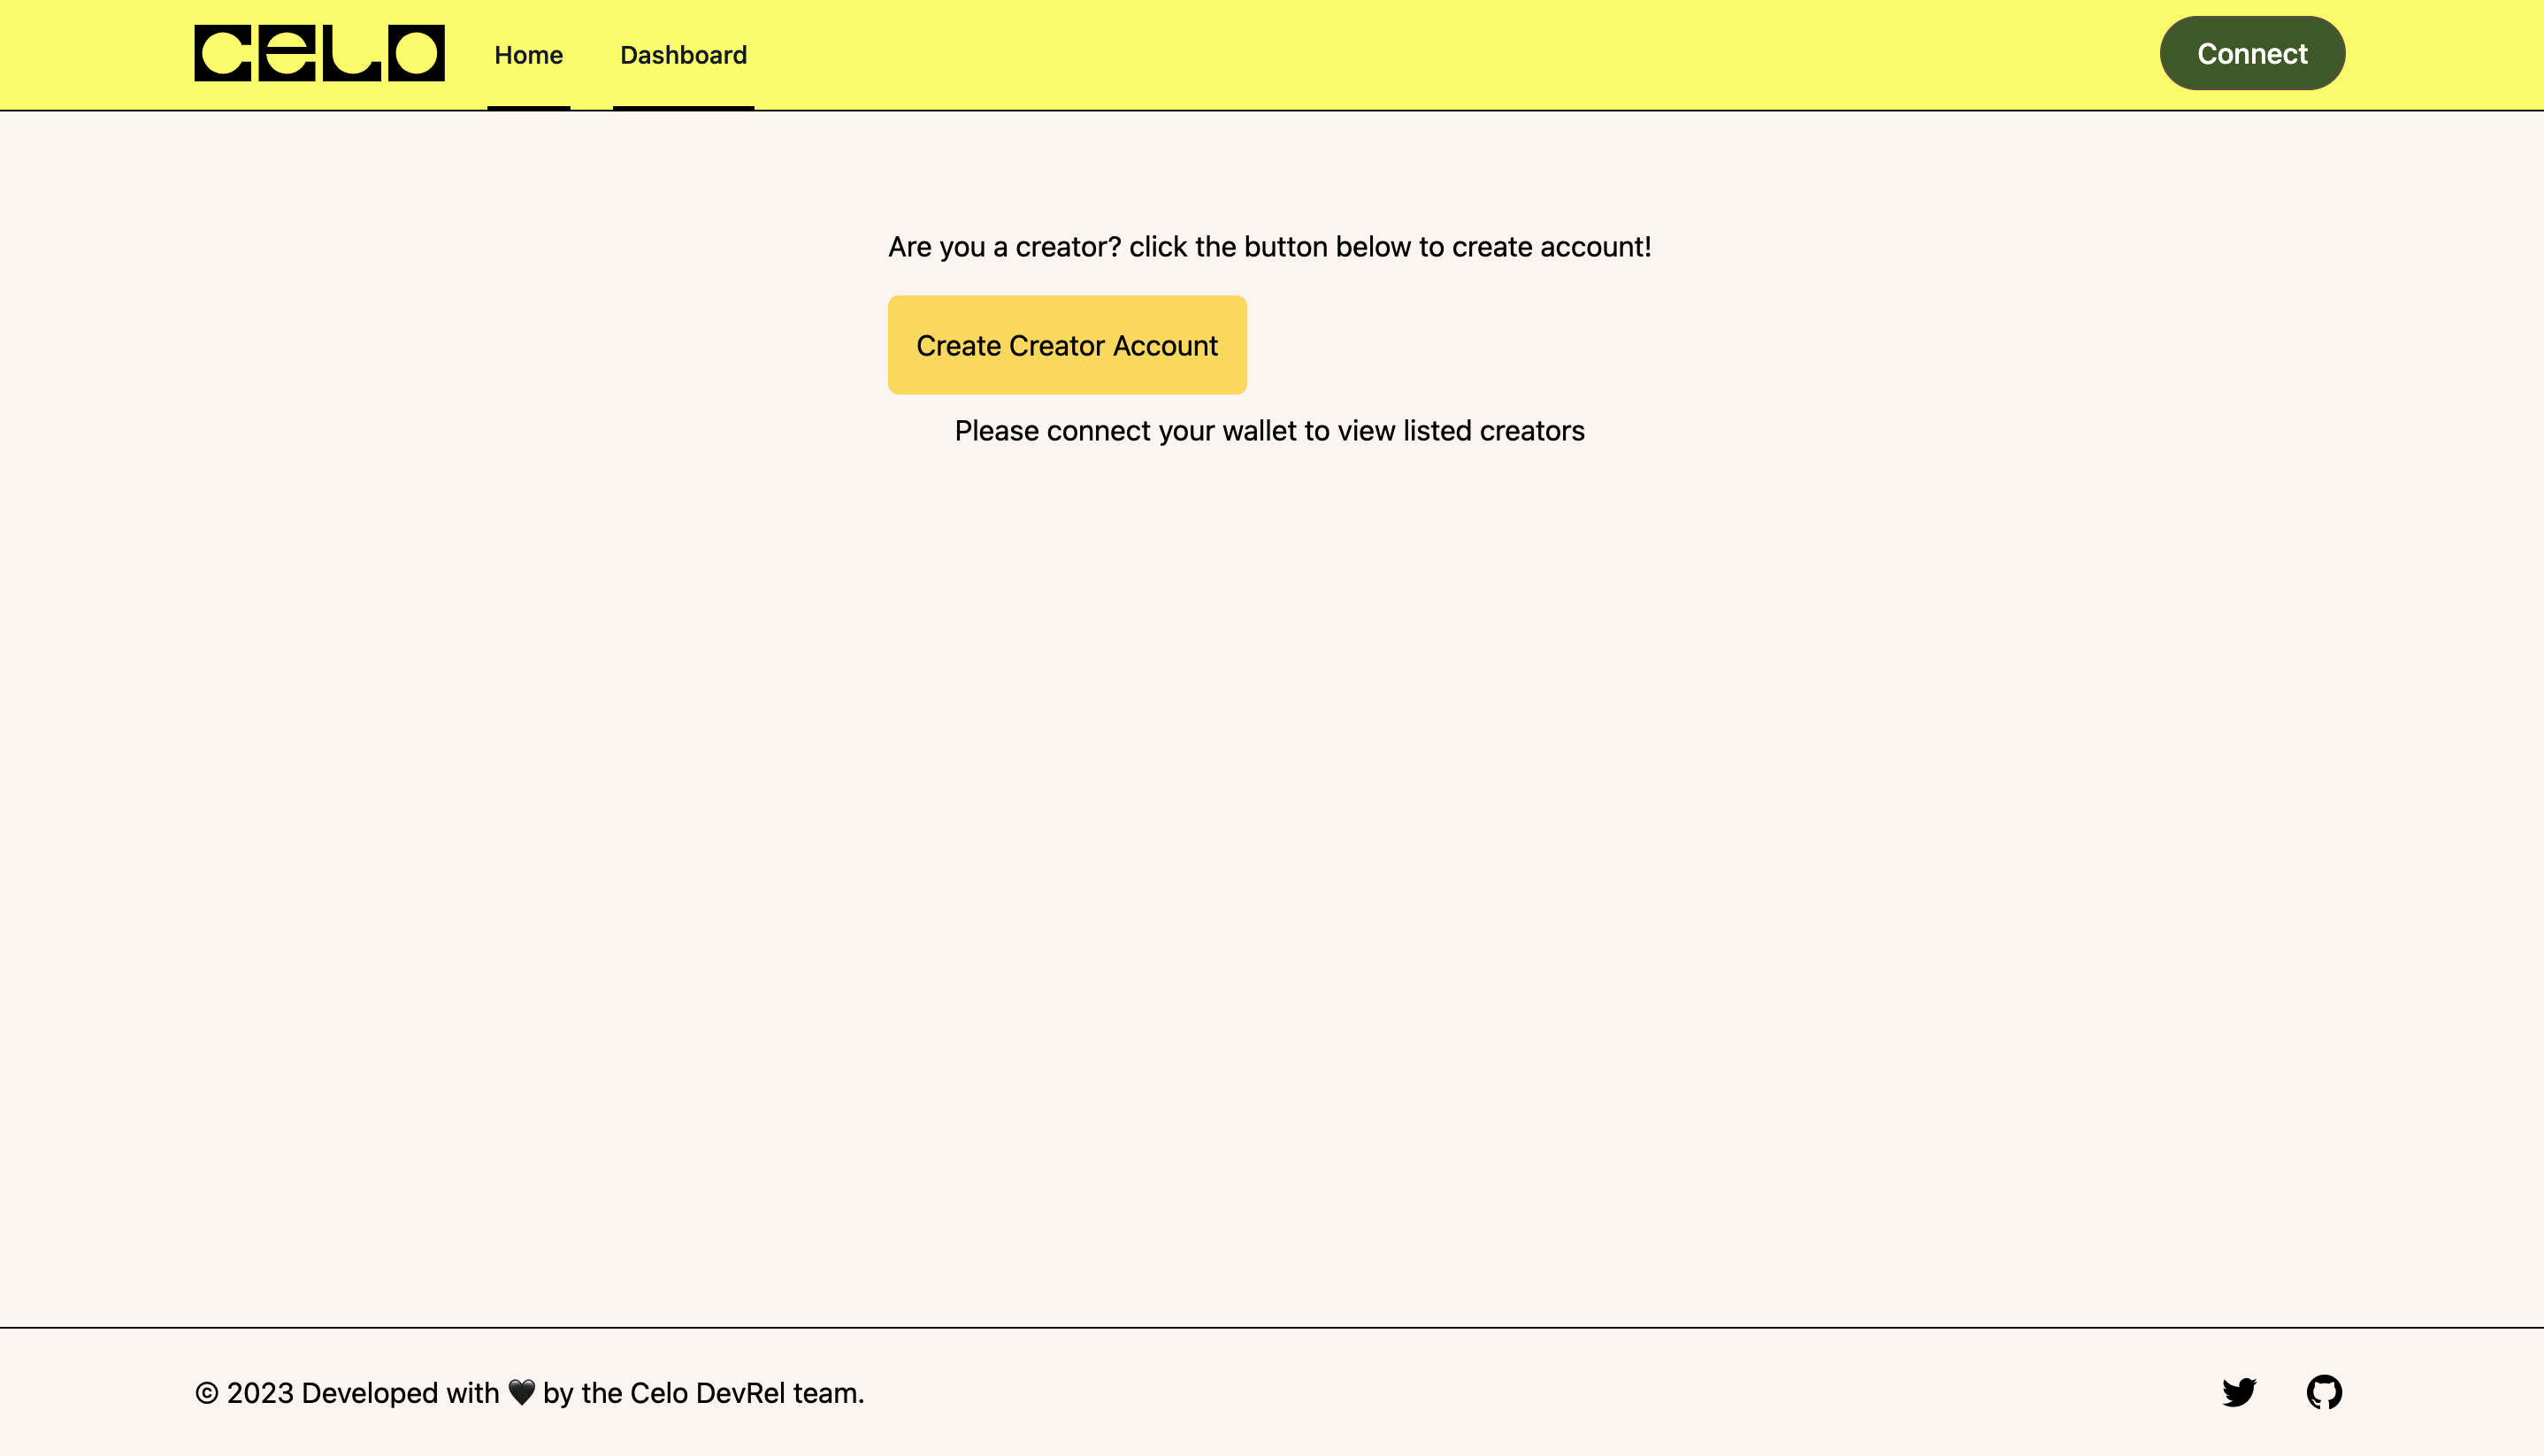 CELO
Home
Dashboard
Connect
Are you a creator? click the button below to create account!
Create Creator Account
Please connect your wallet to view listed creators
© 2023 Developed with 🖤 by the Celo DevRel team.